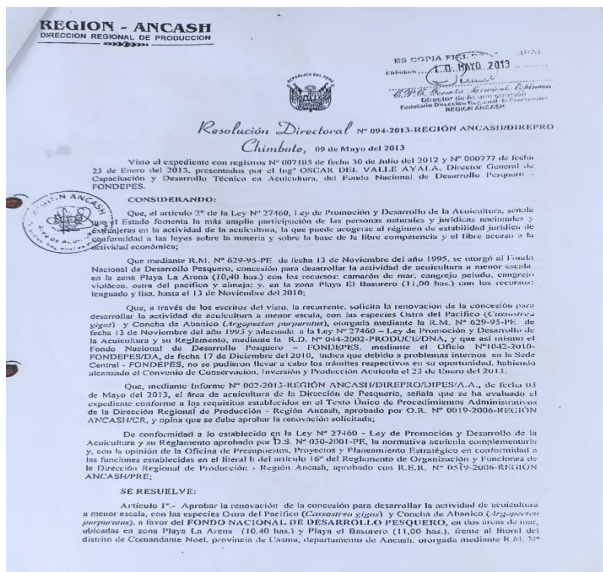 REGION - ANCASH
DIRECCION REGIONAL DE PRODUCCION
ES COPIA FIEL
Chimbote, 10 MAYO 2013
Director de
REGION ANCASH
Resolución Directoral Nº 094-2013-REGIÓN ANCASH/DIREPRO
Chimbote, 09 de Mayo del 2013
Visto el expediente con registros Nº 007105 de fecha 30 de Julio del 2012 y Nº 000777 de fecha
23 de Enero del 2013, presentados por el Ingº OSCAR DEL VALLE AYALA, Director General de
Capacitación y Desarrollo Técnico en Acuicultura, del Fondo Nacional de Desarrollo Pesquero -
FONDEPES.
CONSIDERANDO:
Que, el artículo 2º de la Ley Nº 27460, Ley de Promoción y Desarrollo de la Acuicultura, señala
que el Estado fomenta la más amplia participación de las personas naturales y jurídicas nacionales y
extranjeras en la actividad de la acuicultura, la que puede acogerse al régimen de estabilidad jurídica de
conformidad a las leyes sobre la materia y sobre la base de la libre competencia y el libre acceso a la
actividad económica;
Que mediante R.M. Nº 629-95-PE de fecha 13 de Noviembre del año 1995, se otorgó al Fondo
Nacional de Desarrollo Pesquero, concesión para desarrollar la actividad de acuicultura a menor escala,
en la zona Playa La Arena (10,40 has.) con los recursos: camarón de mar, congrejo peludo, congrejo
violáceo, ostra del pacífico y almeja; y, en la zona Playa El Basurero (11,00 has.) con los recursos:
lenguado y lisa, hasta el 13 de Noviembre del 2010;
Que, a través de los escritos del visto, la recurrente, solicita la renovación de la concesión para
desarrollar la actividad de acuicultura a menor escala, con las especies Ostra del Pacífico (Cassostrea
gigas) y Concha de Abanico (Argopecten purpuratus), otorgada mediante la R.M. Nº 629-95-PE de
fecha 13 de Noviembre del año 1995 y adecuada a la Ley Nº 27460 – Ley de Promoción y Desarrollo de
la Acuicultura y su Reglamento, mediante la R.D. Nº 044-2002-PRODUCE/DNA, y que así mismo el
Fondo Nacional de Desarrollo Pesquero – FONDEPES, mediante el Oficio Nº1042-2010-
FONDEPES/DA, de fecha 17 de Diciembre del 2010, indica que debido a problemas internos en la Sede
Central - FONDEPES, no se pudieron llevar a cabo los trámites respectivos en su oportunidad, habiendo
alcanzado el Convenio de Conservación, Inversión y Producción Acuícola el 23 de Enero del 2013;
Que, mediante Informe Nº 002-2013-REGIÓN ANCASH/DIREPRO/DIPES/A.A., de fecha 03
de Mayo del 2013, el área de acuicultura de la Dirección de Pesquería, señala que se ha evaluado el
expediente conforme a los requisitos establecidos en el Texto Único de Procedimientos Administrativos
de la Dirección Regional de Producción - Región Ancash, aprobado por O.R. Nº 0019-2006-REGIÓN
ANCASH/CR, y opina que se debe aprobar la renovación solicitada;
De conformidad a lo establecido en la Ley Nº 27460 - Ley de Promoción y Desarrollo de la
Acuicultura y su Reglamento aprobado por D.S. Nº 030-2001-PE, la normativa acuícola complementaria
y, con la opinión de la Oficina de Presupuestos, Proyectos y Planeamiento Estratégico en conformidad a
las funciones establecidas en el literal h del artículo 16º del Reglamento de Organización y Funciones de
la Dirección Regional de Producción - Región Ancash, aprobado con R.E.R. Nº 0519-2006-REGIÓN
ANCASH/PRE;
SE RESUELVE:
Artículo 1º.- Aprobar la renovación de la concesión para desarrollar la actividad de acuicultura
a menor escala, con las especies Ostra del Pacífico (Cassostrea gigas) y Concha de Abanico (Argopecten
purpuratus), a favor del FONDO NACIONAL DE DESARROLLO PESQUERO, en dos áreas de mar,
ubicadas en zona Playa La Arena (10,40 has.) y Playa el Basurero (11,00 has.), frente al litoral del
distrito de Comandante Noel, provincia de Casma, departamento de Ancash, otorgada mediante R.M. Nº